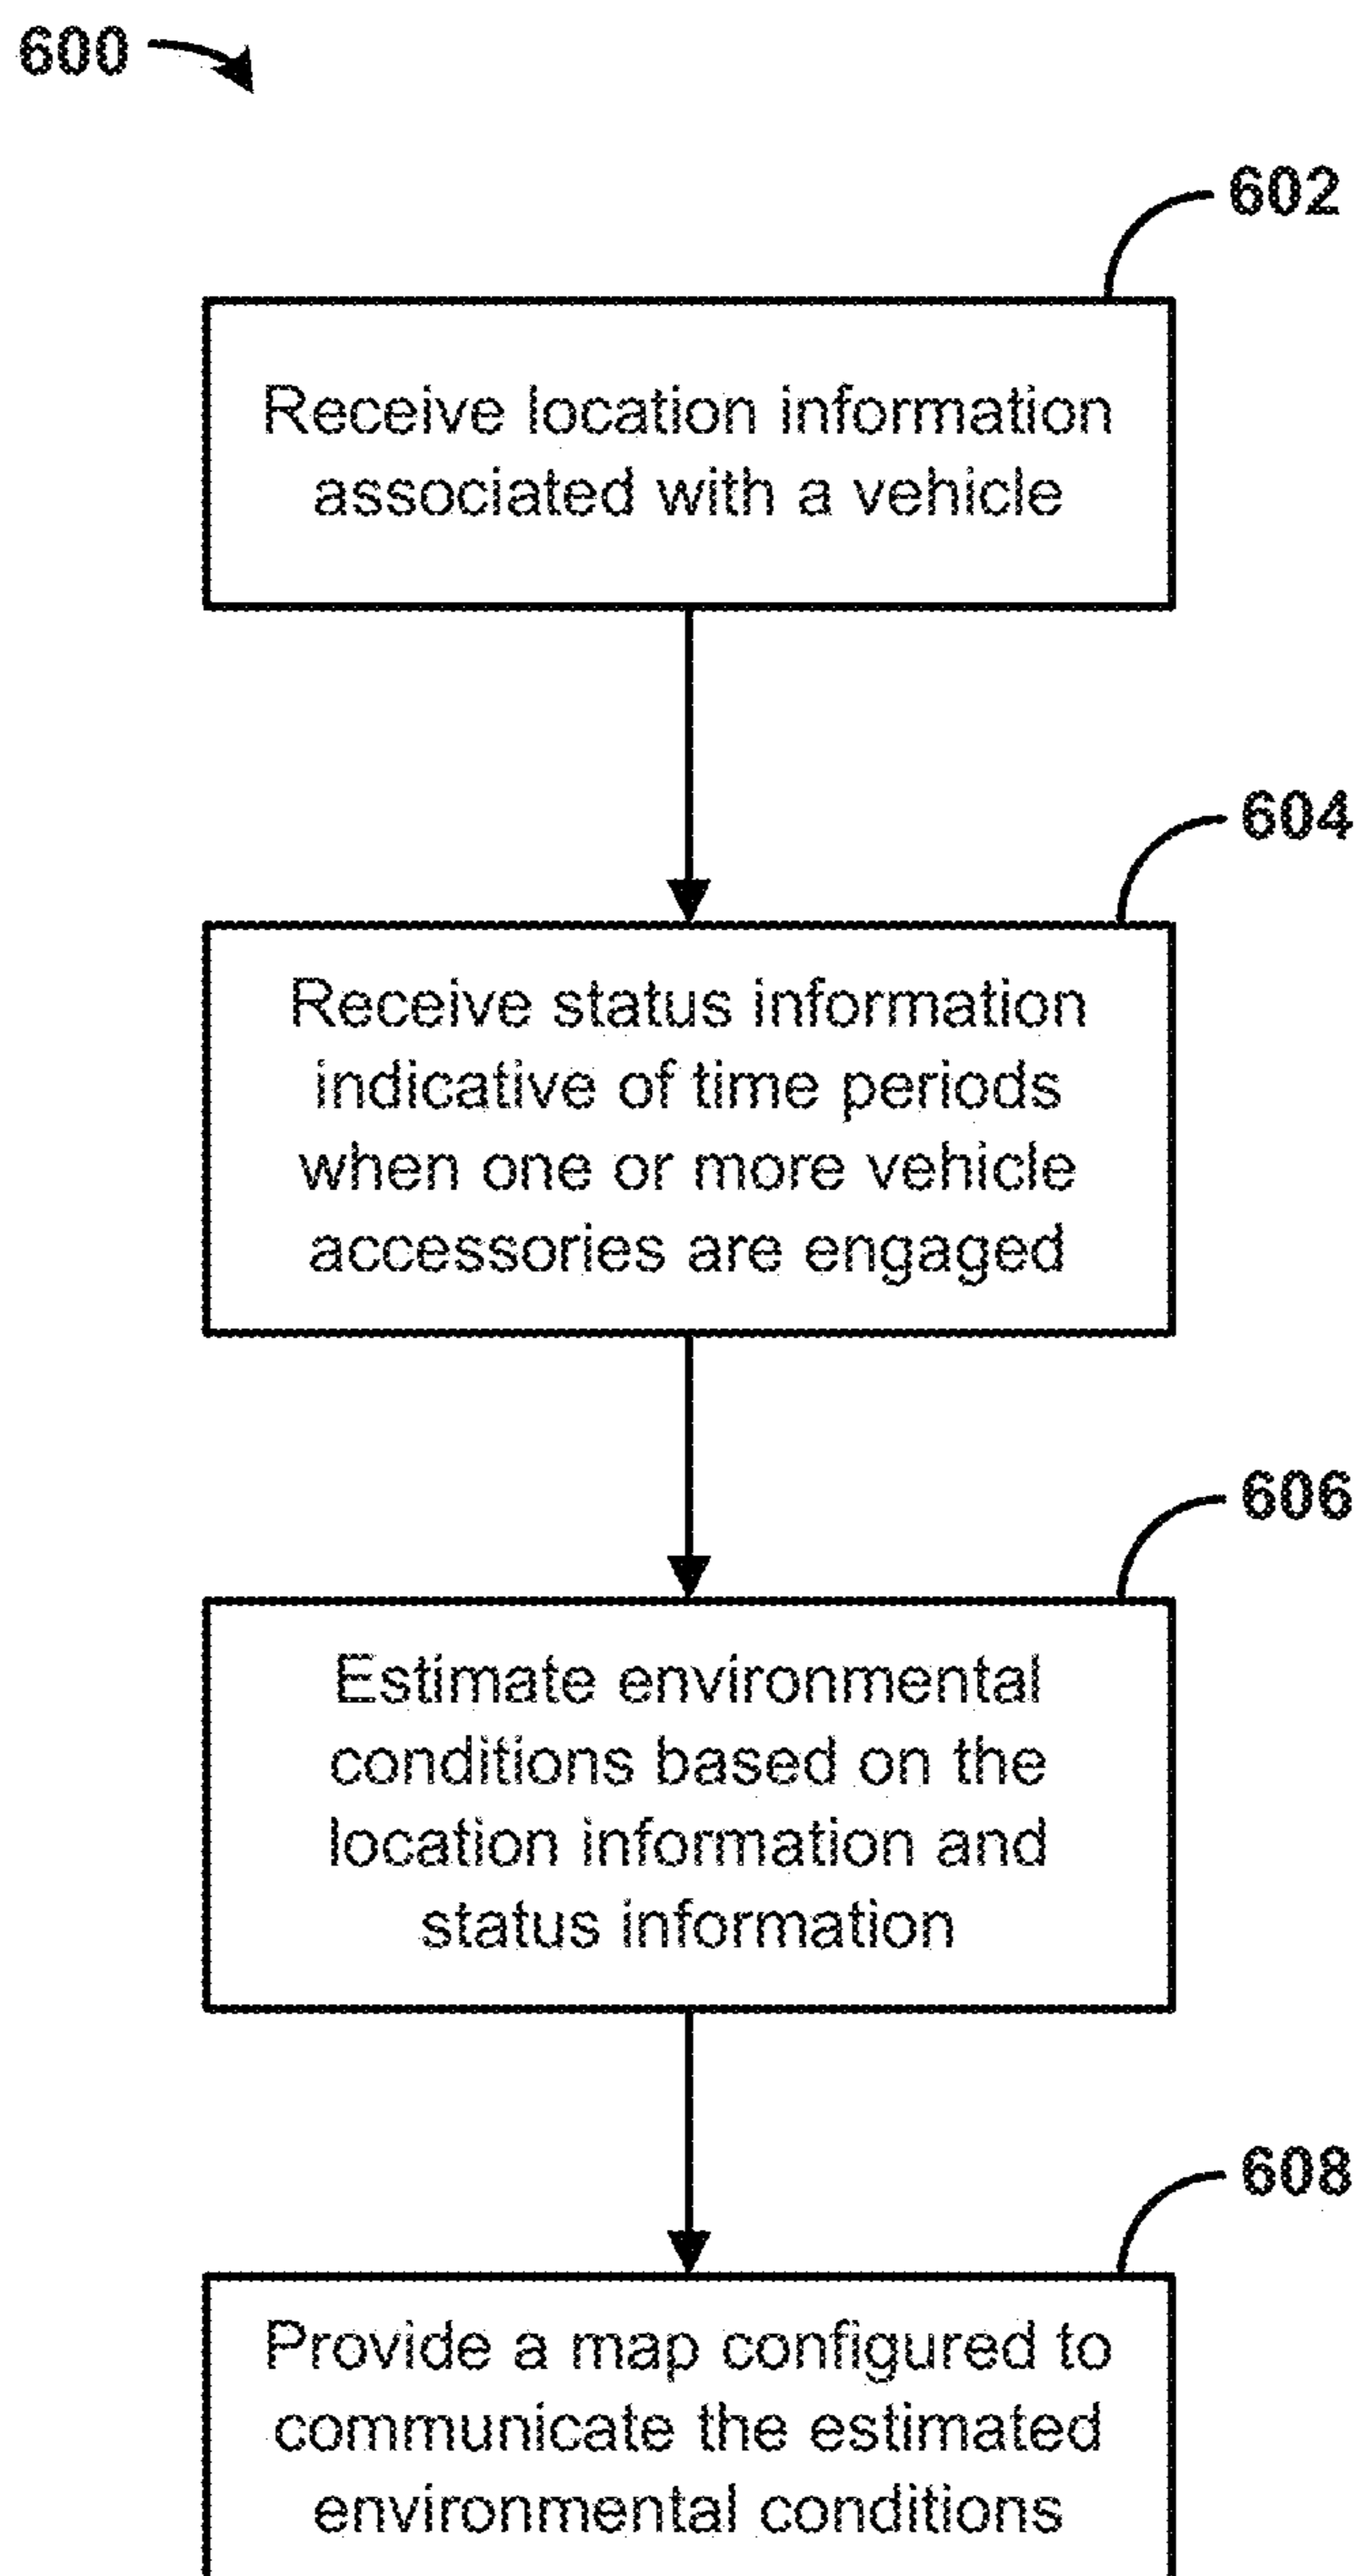 600
602
Receive location information
associated with a vehicle
604
Receive status information
indicative of time periods
when one or more vehicle
accessories are engaged
606
Estimate environmental
conditions based on the
location information and
status information
608
Provide a map configured to
communicate the estimated
environmental conditions